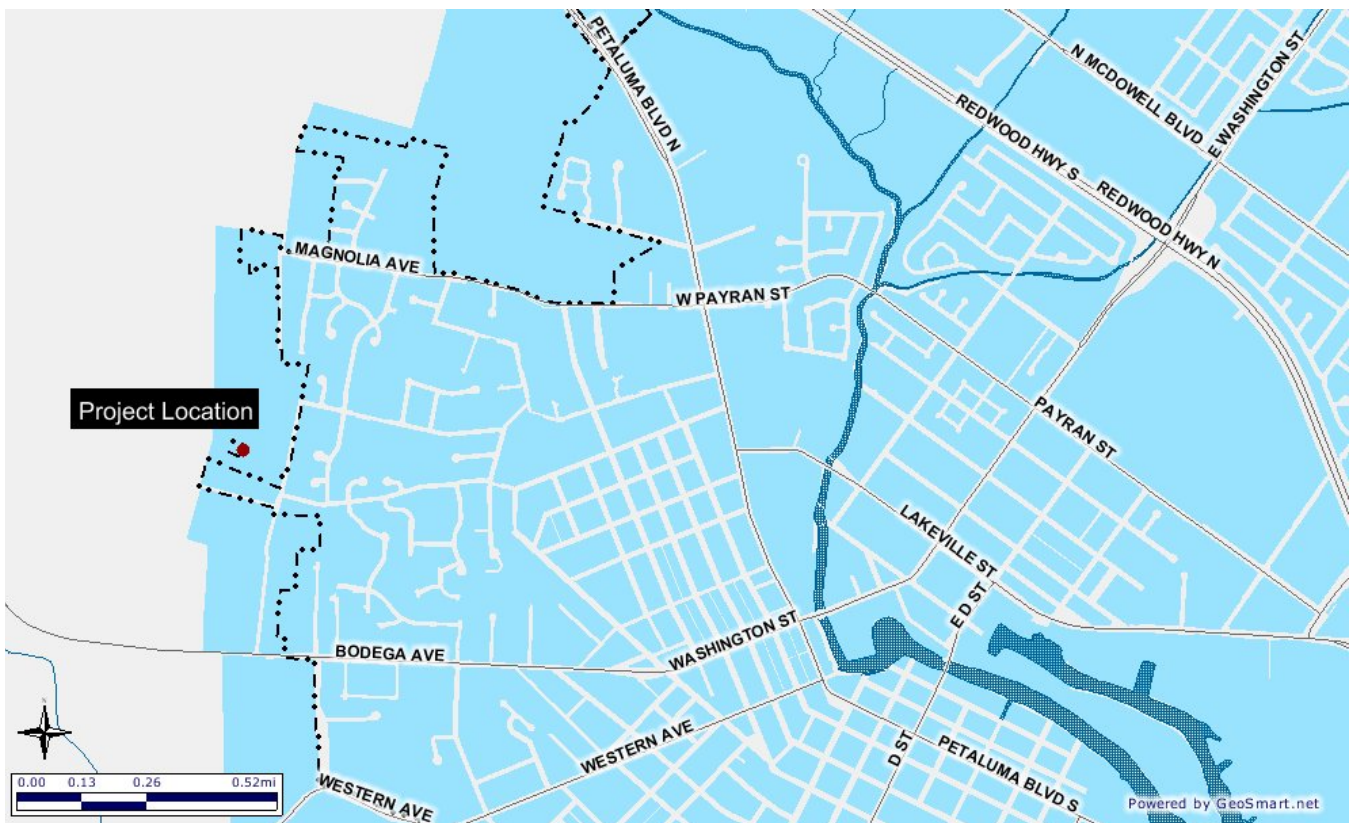 PETALUMA BLVD N
N MCDOWELL BLVD
E WASHINGTON ST
REDWOOD HWY S
REDWOOD HWY N
MAGNOLIA AVE
W PAYRAN ST
Project Location
PAYRAN ST
LAKEVILLE ST
E D ST
WASHINGTON ST
BODEGA AVE
WESTERN AVE
D ST
PETALUMA BLVD S
WESTERN AVE
0.00 0.13 0.26 0.52mi
Powered by GeoSmart.net